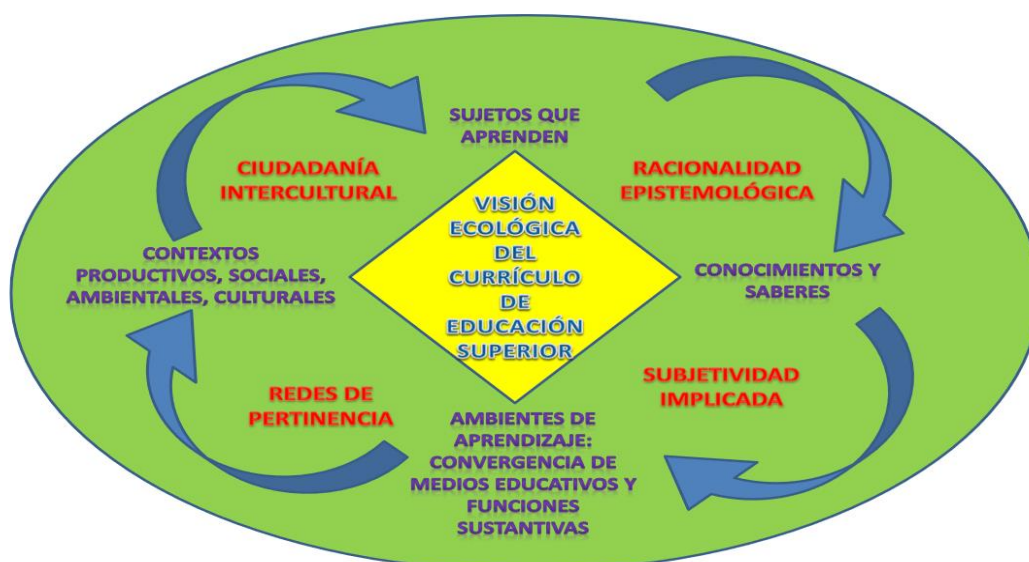 SUJETOS QUE
APRENDEN
CIUDADANÍA
INTERCULTURAL
RACIONALIDAD
EPISTEMOLÓGICA
VISIÓN
ECOLÓGICA
DEL
CURRÍCULO
DE
EDUCACIÓN
SUPERIOR
CONTEXTOS
PRODUCTIVOS, SOCIALES,
AMBIENTALES, CULTURALES
CONOCIMIENTOS Y
SABERES
REDES DE
PERTINENCIA
SUBJETIVIDAD
IMPLICADA
AMBIENTES DE
APRENDIZAJE:
CONVERGENCIA DE
MEDIOS EDUCATIVOS Y
FUNCIONES
SUSTANTIVAS